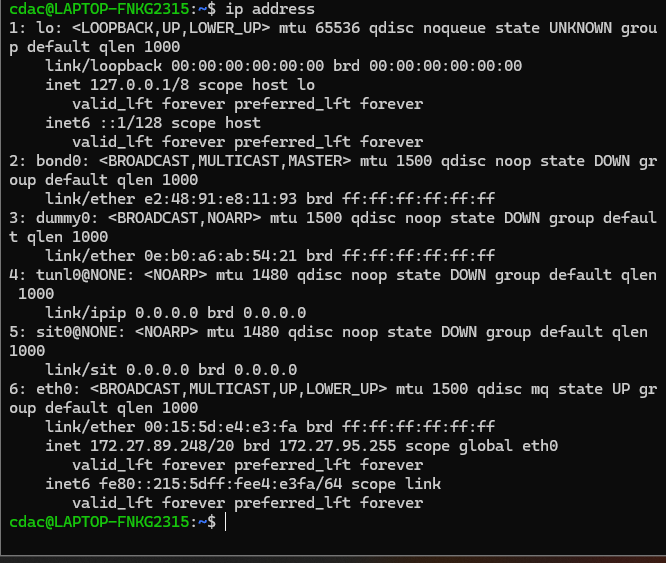 cdac@LAPTOP-FNKG2315:~$ ip address
1: lo: <LOOPBACK,UP,LOWER_UP> mtu 65536 qdisc noqueue state UNKNOWN grou
p default qlen 1000
    link/loopback 00:00:00:00:00:00 brd 00:00:00:00:00:00
    inet 127.0.0.1/8 scope host lo
       valid_lft forever preferred_lft forever
    inet6 ::1/128 scope host
       valid_lft forever preferred_lft forever
2: bond0: <BROADCAST,MULTICAST,MASTER> mtu 1500 qdisc noop state DOWN gr
oup default qlen 1000
    link/ether e2:48:91:e8:11:93 brd ff:ff:ff:ff:ff:ff
3: dummy0: <BROADCAST,NOARP> mtu 1500 qdisc noop state DOWN group defaul
t qlen 1000
    link/ether 0e:b0:a6:ab:54:21 brd ff:ff:ff:ff:ff:ff
4: tunl0@NONE: <NOARP> mtu 1480 qdisc noop state DOWN group default qlen
 1000
    link/ipip 0.0.0.0 brd 0.0.0.0
5: sit0@NONE: <NOARP> mtu 1480 qdisc noop state DOWN group default qlen
1000
    link/sit 0.0.0.0 brd 0.0.0.0
6: eth0: <BROADCAST,MULTICAST,UP,LOWER_UP> mtu 1500 qdisc mq state UP gr
oup default qlen 1000
    link/ether 00:15:5d:e4:e3:fa brd ff:ff:ff:ff:ff:ff
    inet 172.27.89.248/20 brd 172.27.95.255 scope global eth0
       valid_lft forever preferred_lft forever
    inet6 fe80::215:5dff:fee4:e3fa/64 scope link
       valid_lft forever preferred_lft forever
cdac@LAPTOP-FNKG2315:~$